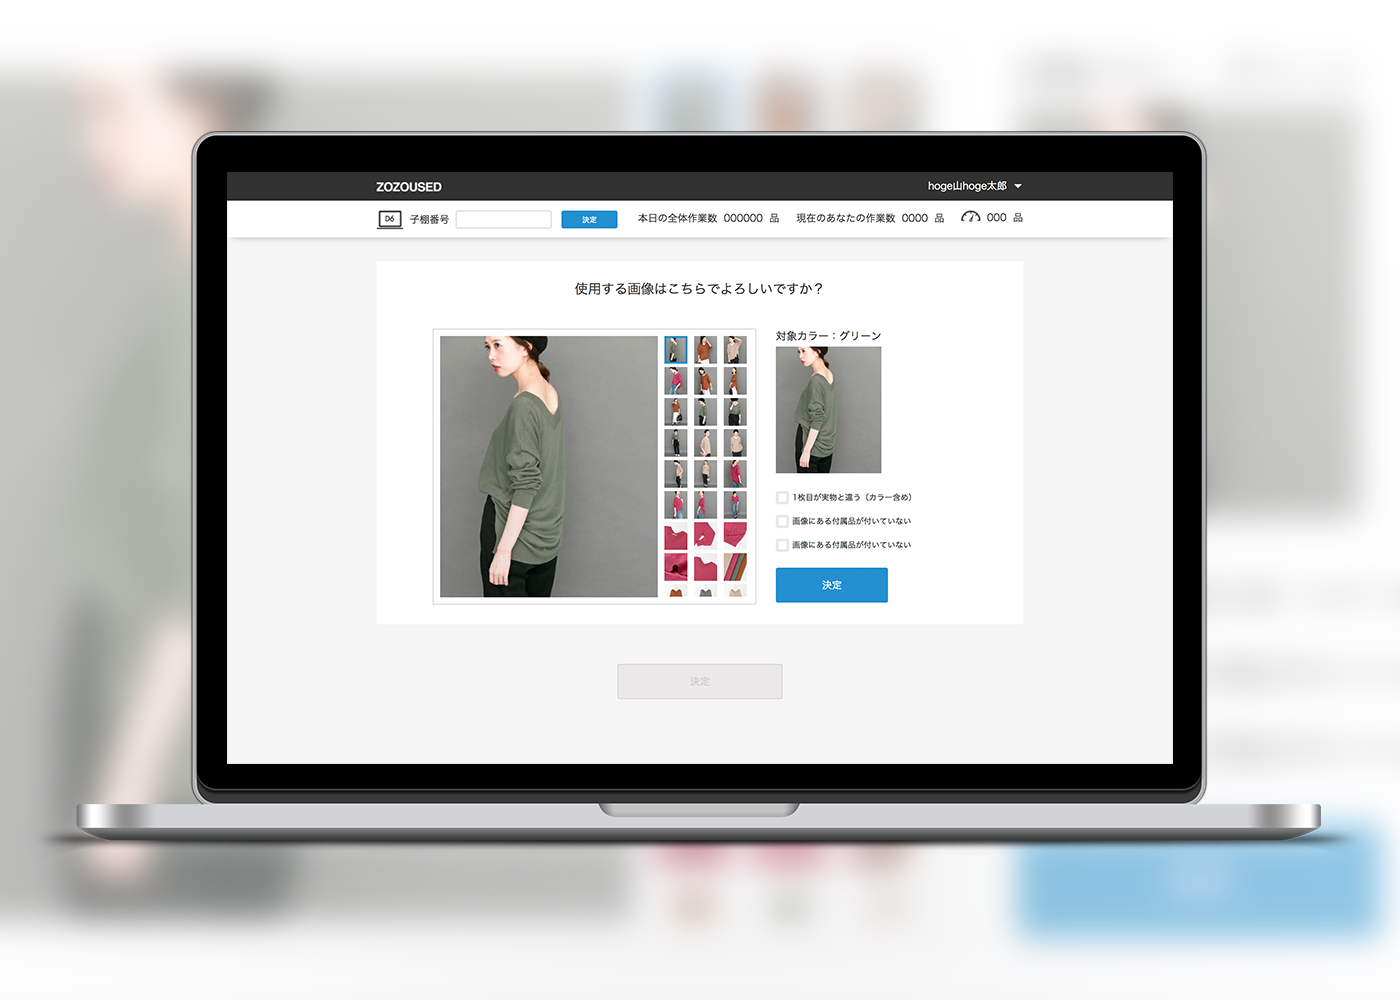 ZOZOUSED
hoge山hoge太郎
D6 子棚番号 決定 本日の全体作業数 000000 品 現在のあなたの作業数 0000 品 000 品
使用する画像はこちらでよろしいですか？
対象カラー：グリーン
1枚目が実物と違う（カラー含め）
画像にある付属品が付いていない
画像にある付属品が付いていない
決定
決定